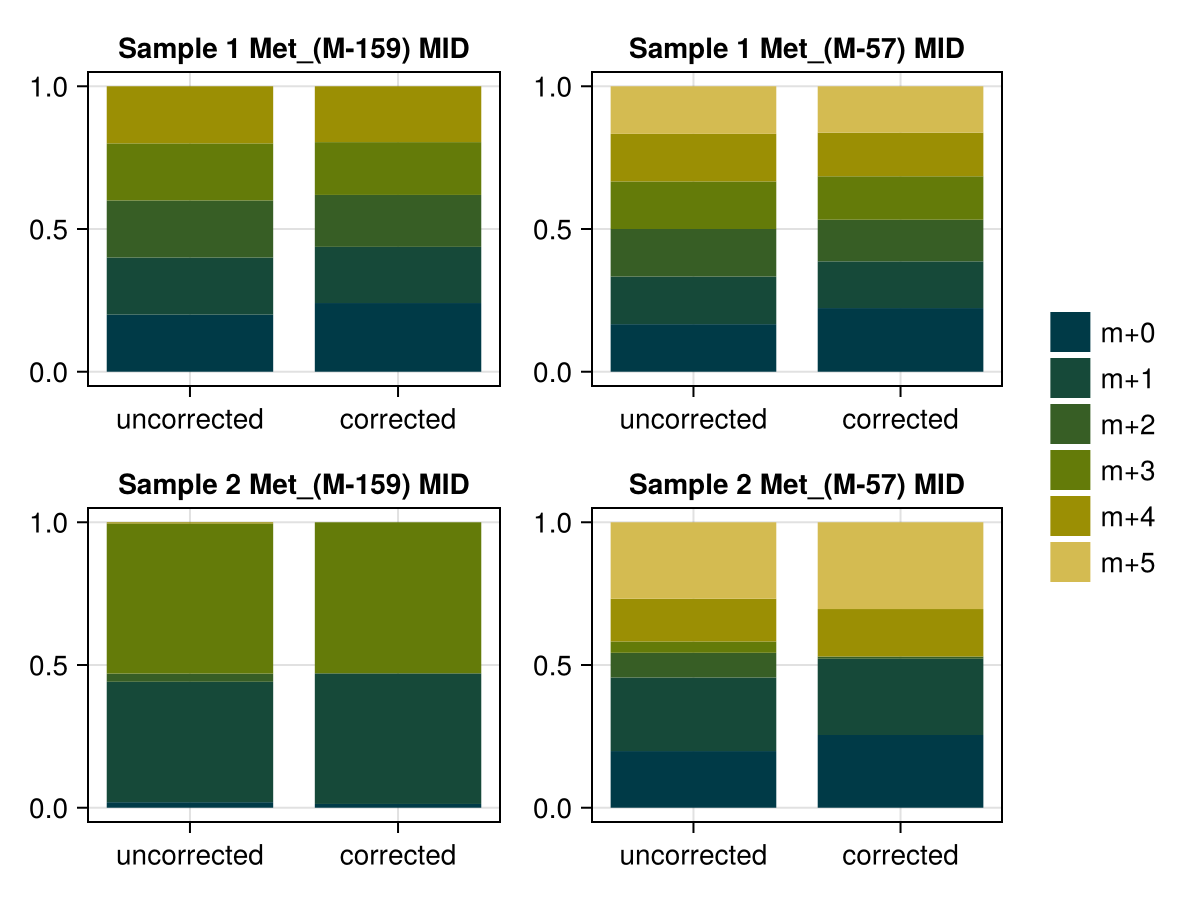 Sample 1 Met_(M-159) MID
1.0
0.5
0.0
uncorrected
corrected
Sample 1 Met_(M-57) MID
1.0
0.5
0.0
uncorrected
corrected
Sample 2 Met_(M-159) MID
1.0
0.5
0.0
uncorrected
corrected
Sample 2 Met_(M-57) MID
1.0
0.5
0.0
uncorrected
corrected
m+0
m+1
m+2
m+3
m+4
m+5